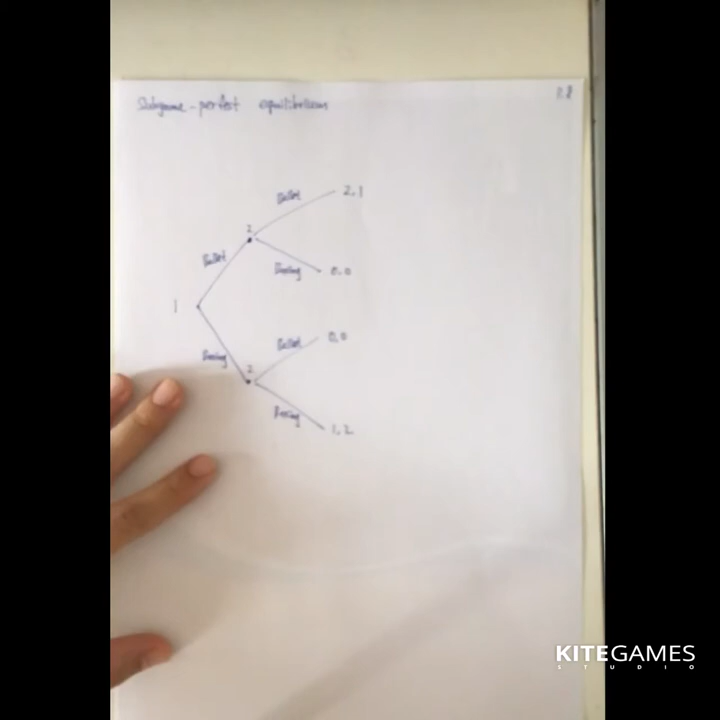 Subgame-perfect equilibrium
2
Ballet
2, 1
Ballet
Boxing
0, 0
1
Boxing
2
Ballet
0, 0
Boxing
1, 2
KITEGAMES
STUDIO